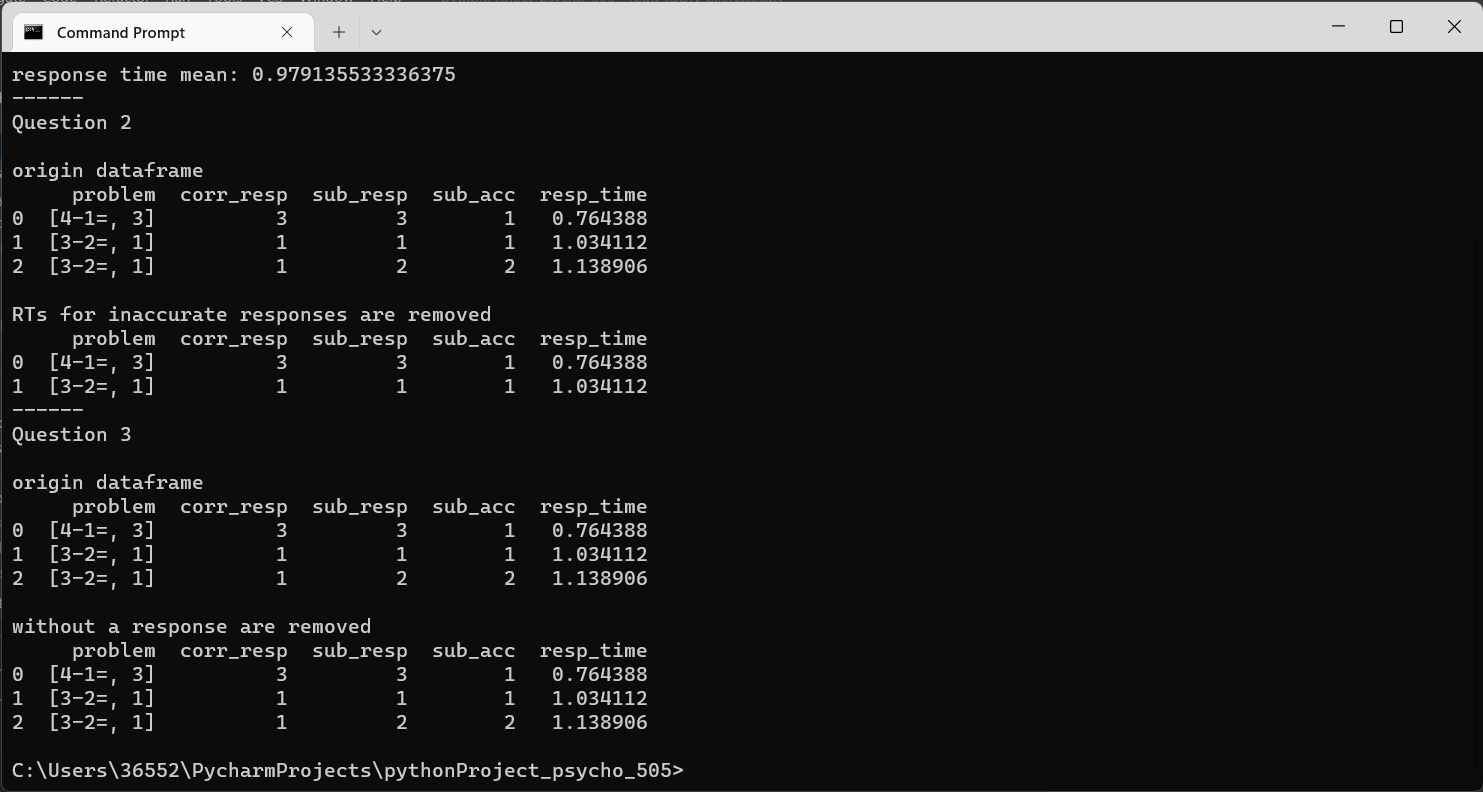 Command Prompt
response time mean: 0.979135533336375
------
Question 2
origin dataframe
problem corr_resp sub_resp sub_acc resp_time
0 [4-1=, 3] 3 3 1 0.764388
1 [3-2=, 1] 1 1 1 1.034112
2 [3-2=, 1] 1 2 2 1.138906
RTs for inaccurate responses are removed
problem corr_resp sub_resp sub_acc resp_time
0 [4-1=, 3] 3 3 1 0.764388
1 [3-2=, 1] 1 1 1 1.034112
------
Question 3
origin dataframe
problem corr_resp sub_resp sub_acc resp_time
0 [4-1=, 3] 3 3 1 0.764388
1 [3-2=, 1] 1 1 1 1.034112
2 [3-2=, 1] 1 2 2 1.138906
without a response are removed
problem corr_resp sub_resp sub_acc resp_time
0 [4-1=, 3] 3 3 1 0.764388
1 [3-2=, 1] 1 1 1 1.034112
2 [3-2=, 1] 1 2 2 1.138906
C:\Users\36552\PycharmProjects\pythonProject_psycho_505>